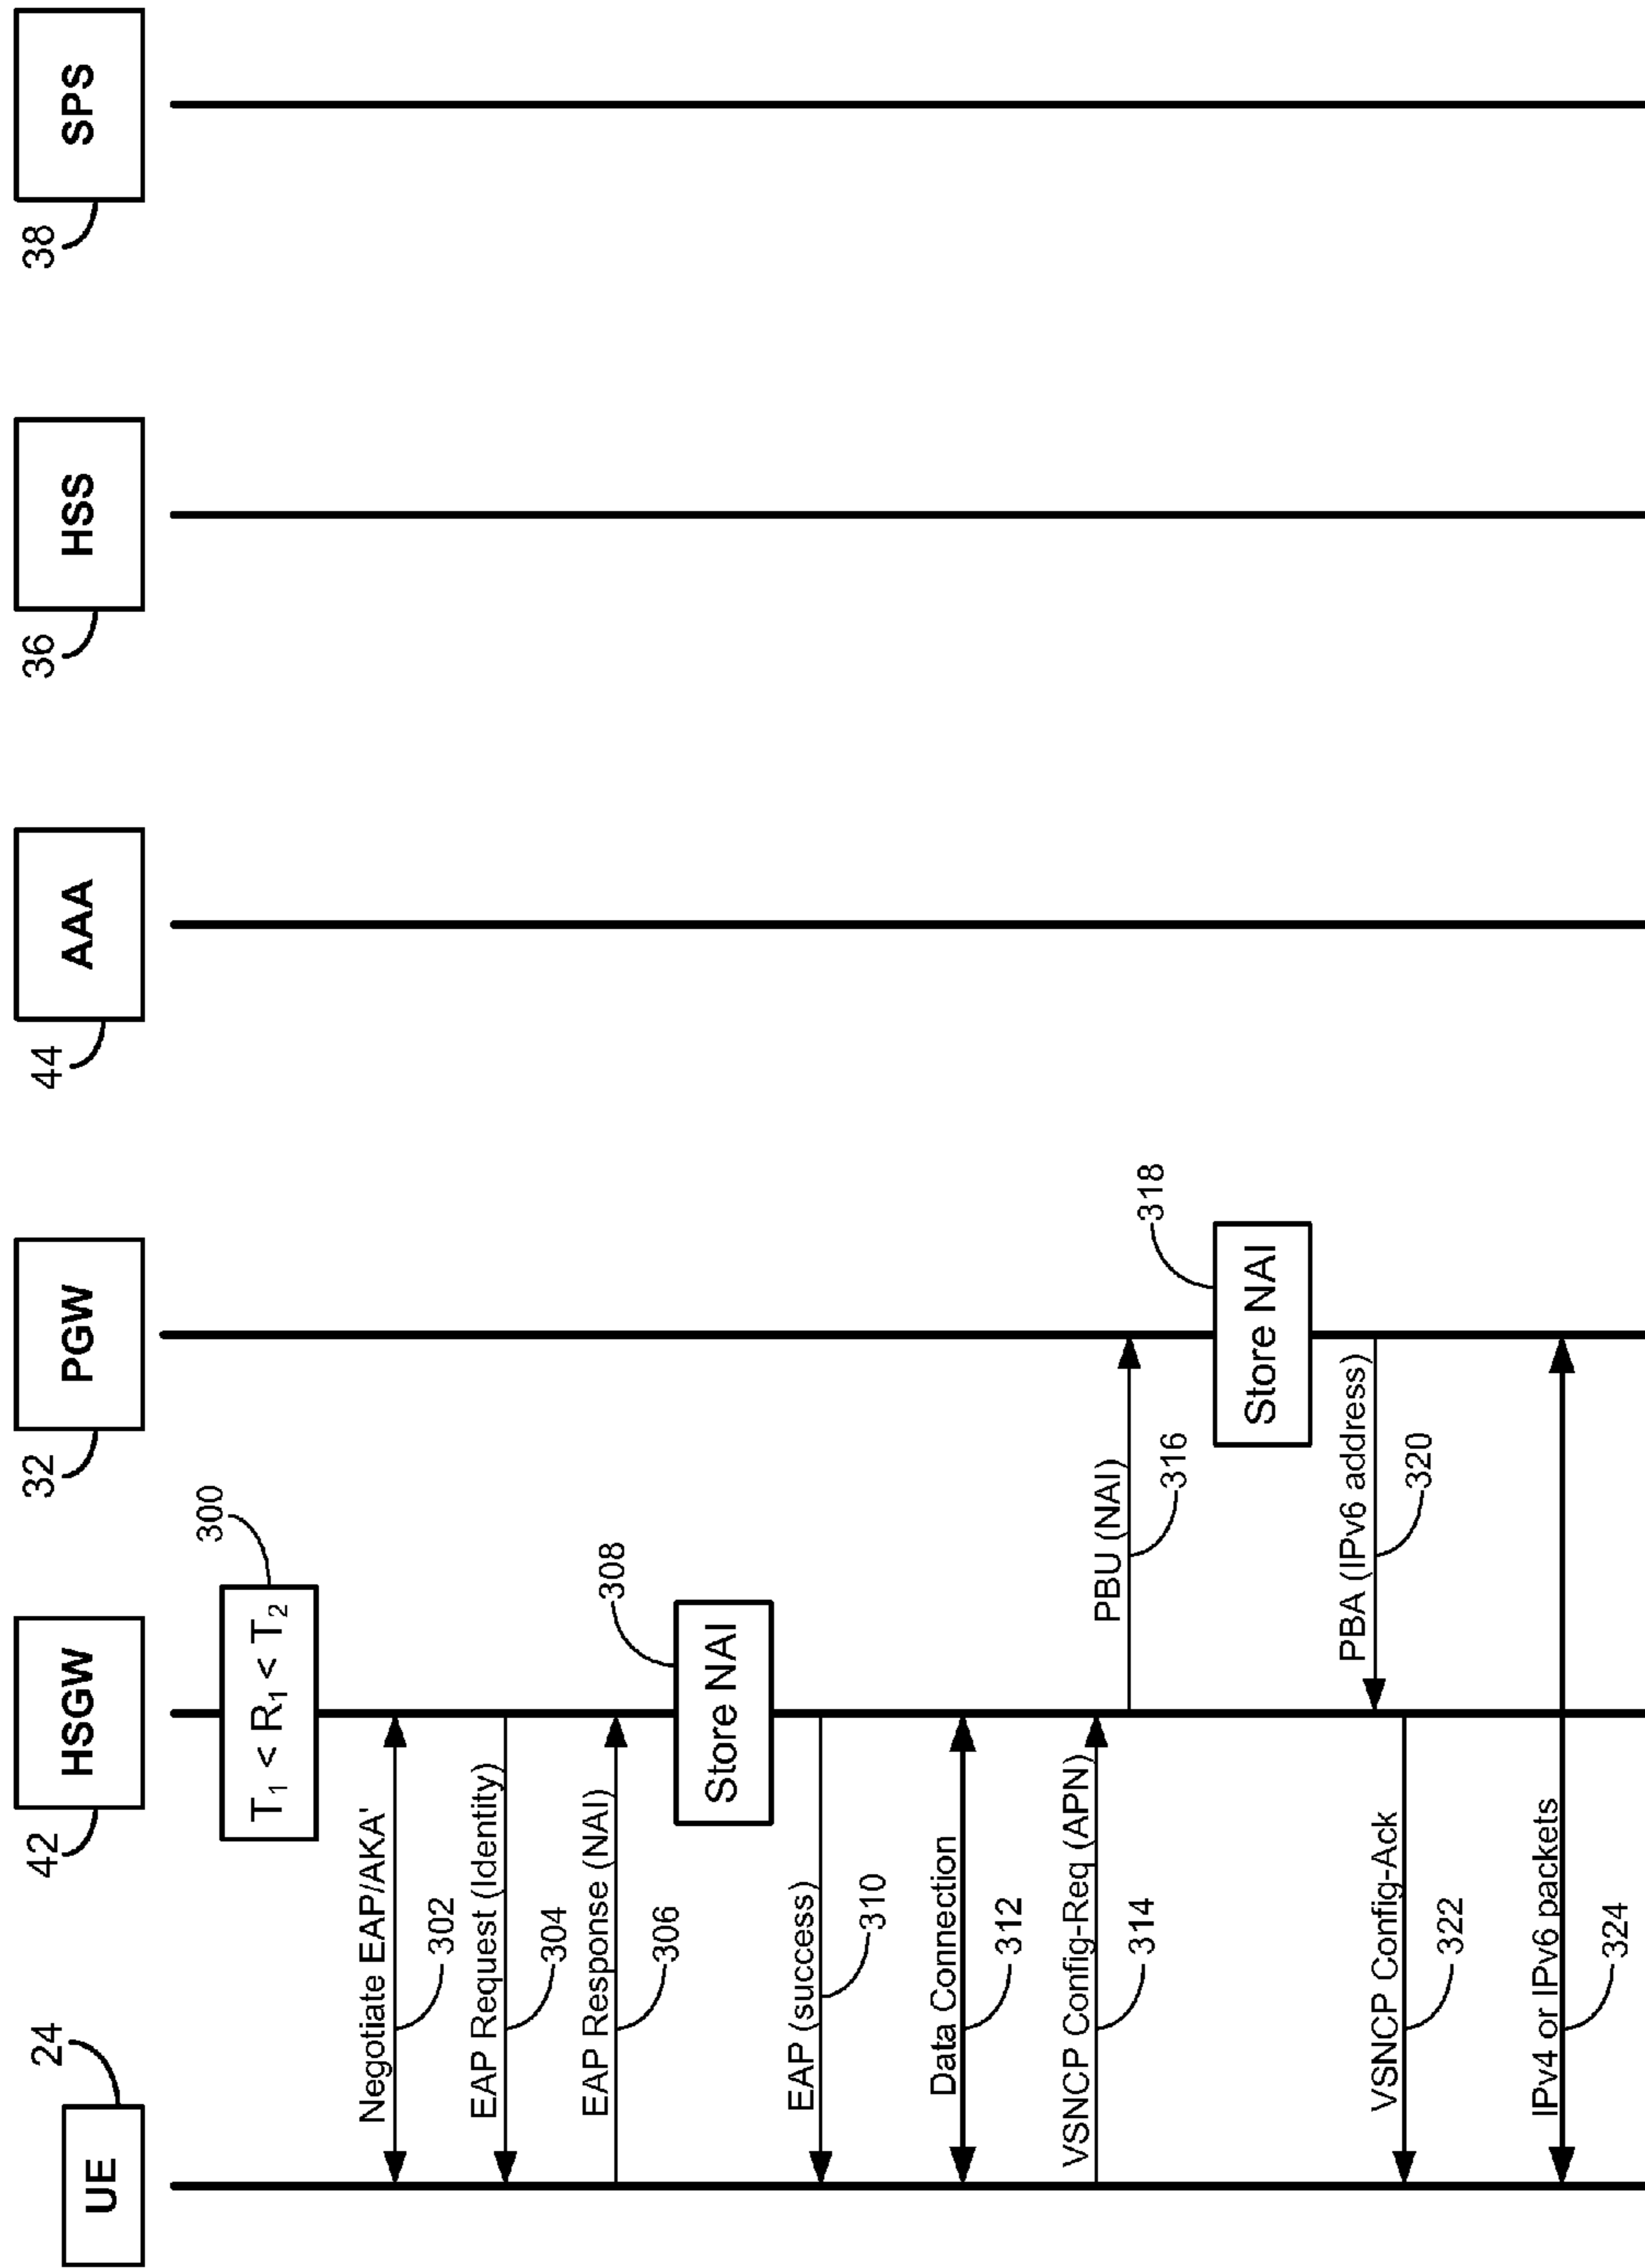 UE
24
HSGW
42
PGW
32
AAA
44
HSS
36
SPS
38
T₁ < R₁ < T₂
300
Negotiate EAP/AKA'
302
EAP Request (Identity)
304
EAP Response (NAI)
306
Store NAI
308
EAP (success)
310
Data Connection
312
VSNCP Config-Req (APN)
314
PBU (NAI)
316
Store NAI
318
PBA (IPv6 address)
320
VSNCP Config-Ack
322
IPv4 or IPv6 packets
324